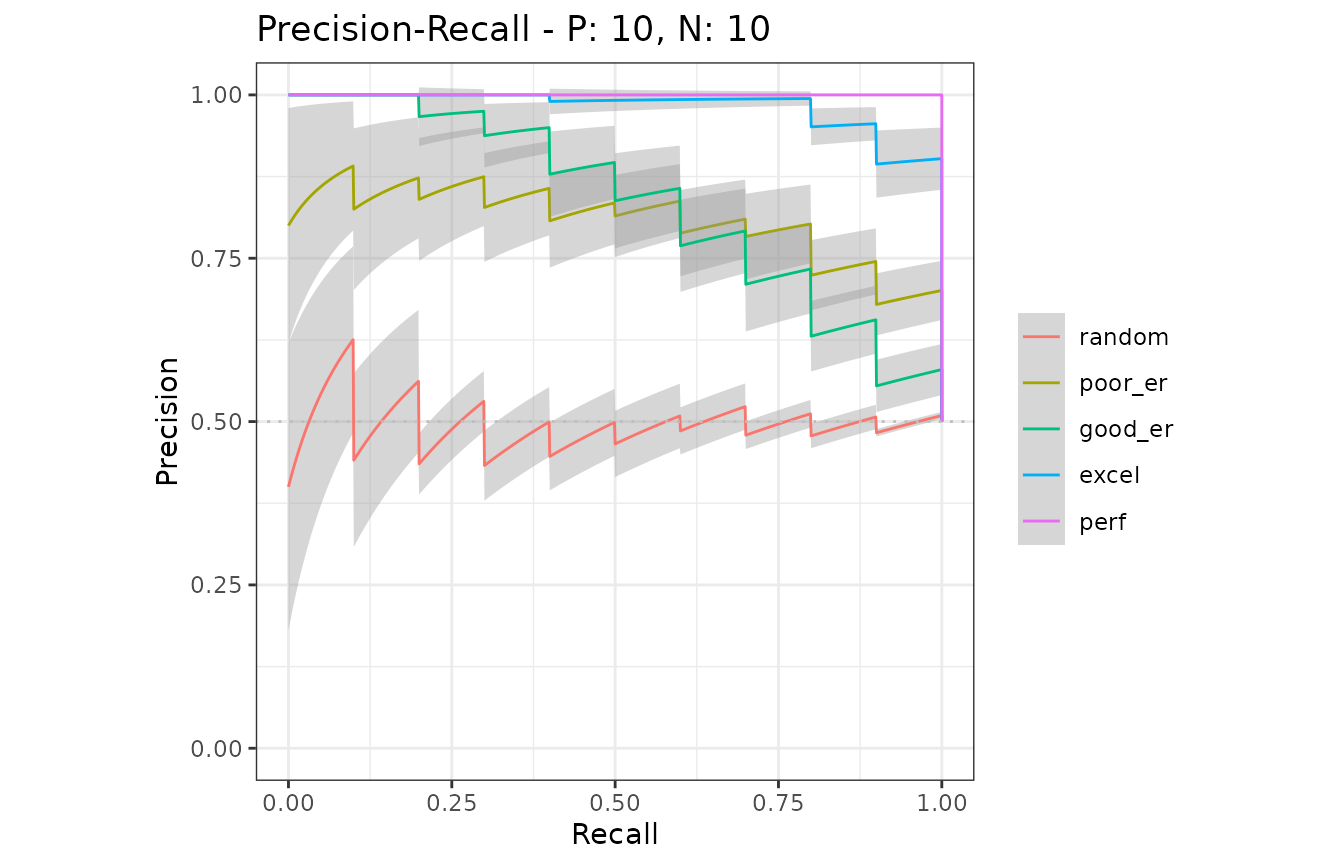 Precision-Recall - P: 10, N: 10
Precision
1.00
0.75
0.50
0.25
0.00
0.00 0.25 0.50 0.75 1.00
Recall
random
poor_er
good_er
excel
perf